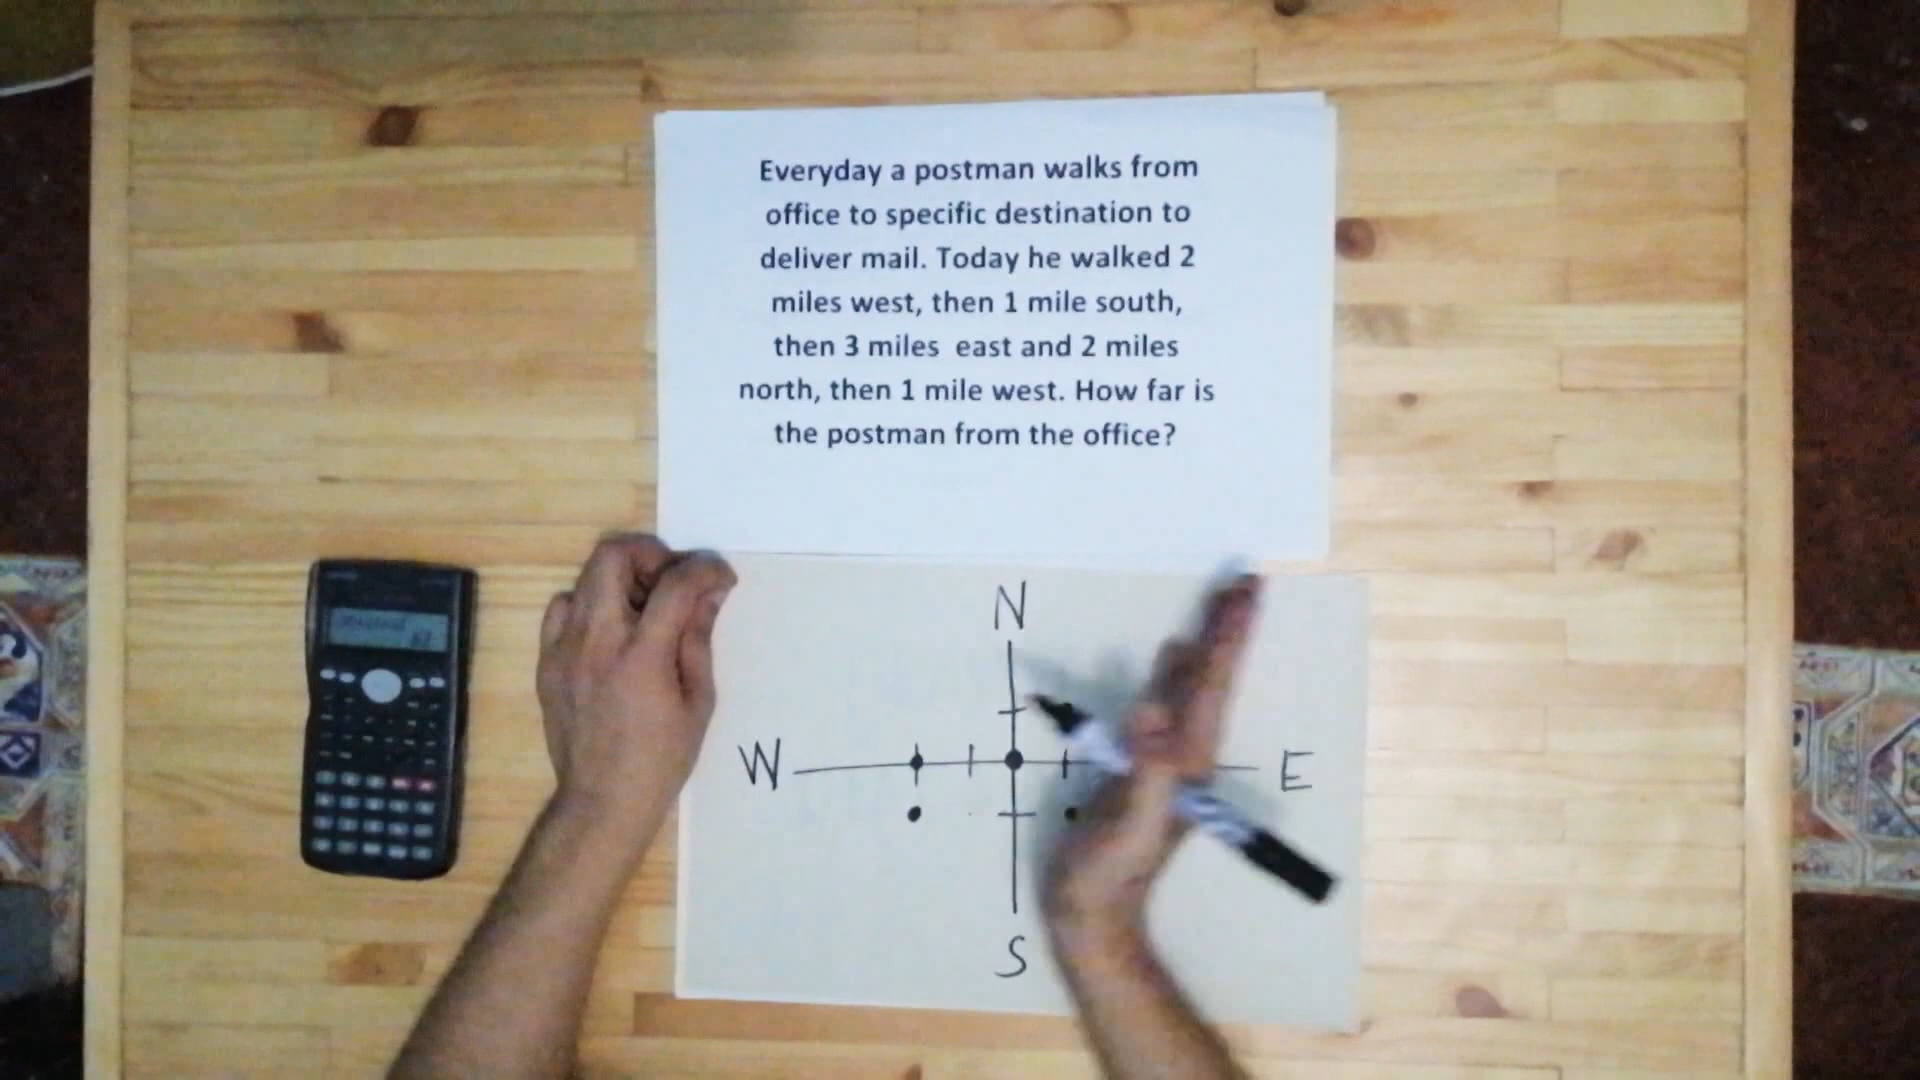 Everyday a postman walks from
office to specific destination to
deliver mail. Today he walked 2
miles west, then 1 mile south,
then 3 miles east and 2 miles
north, then 1 mile west. How far is
the postman from the office?
N
W
E
S